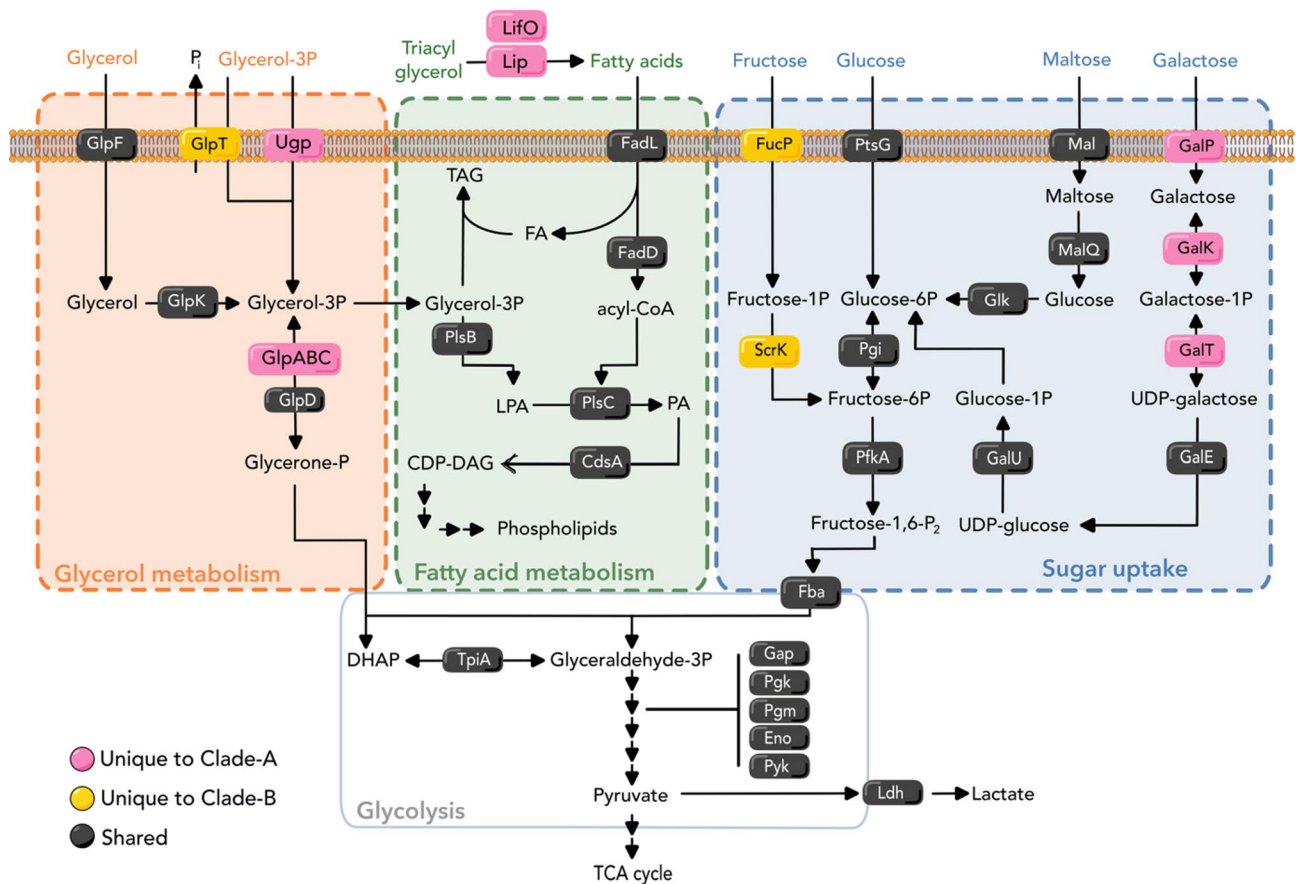 LifO
Glycerol
Pi
Glycerol-3P
Triacyl
glycerol
Lip
Fatty acids
Fructose
Glucose
Maltose
Galactose
GlpF
GlpT
Ugp
FadL
FucP
PtsG
Mal
GalP
TAG
Maltose
Galactose
FA
FadD
MalQ
GalK
Glycerol
GlpK
Glycerol-3P
Glycerol-3P
acyl-CoA
Fructose-1P
Glucose-6P
Glk
Glucose
Galactose-1P
PlsB
GlpABC
ScrK
Pgi
GalT
GlpD
LPA
PlsC
PA
Fructose-6P
Glucose-1P
UDP-galactose
Glycerone-P
CDP-DAG
CdsA
PfkA
GalU
GalE
Phospholipids
Fructose-1,6-P2
UDP-glucose
Glycerol metabolism
Fatty acid metabolism
Sugar uptake
Fba
DHAP
TpiA
Glyceraldehyde-3P
Gap
Pgk
Pgm
Eno
Pyk
Unique to Clade-A
Unique to Clade-B
Shared
Pyruvate
Ldh
Lactate
Glycolysis
TCA cycle